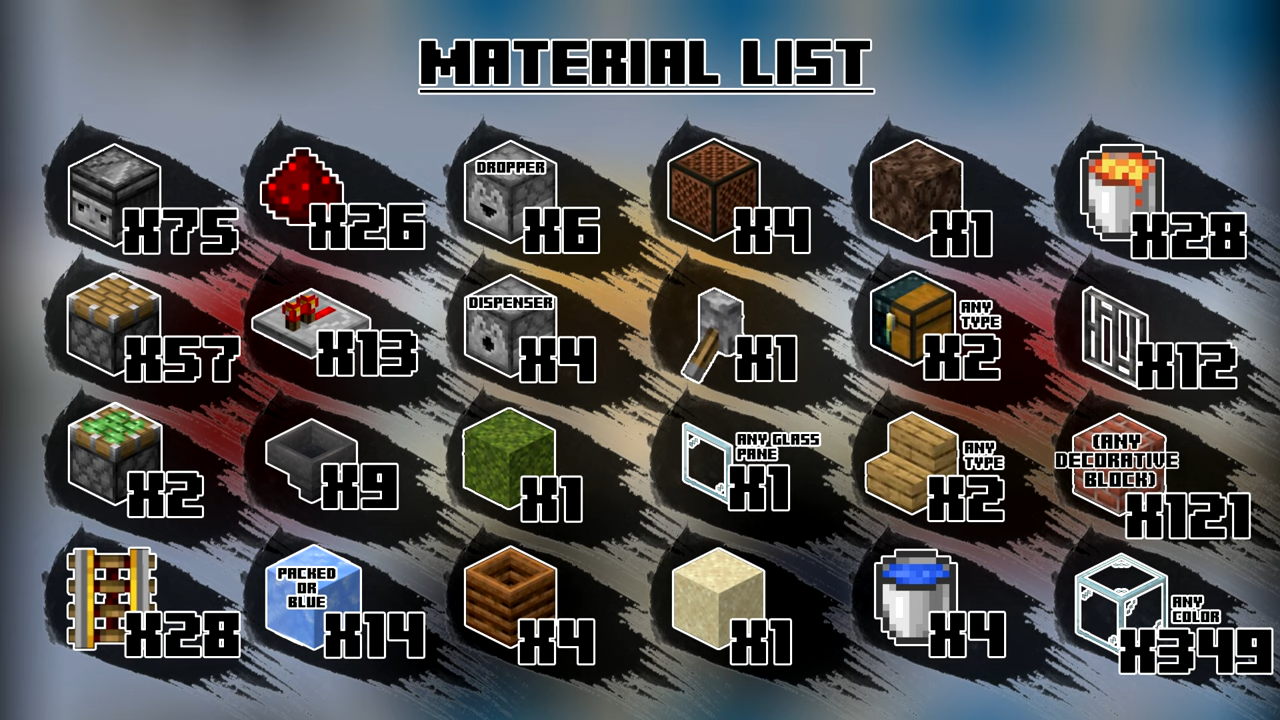 MATERIAL LIST
X75
X26
DROPPER
X6
X4
X1
X28
X57
X13
DISPENSER
X4
X1
ANY
TYPE
X2
X12
X2
X9
X1
ANY GLASS
PANE
X1
ANY
TYPE
X2
(ANY
DECORATIVE
BLOCK)
X121
X28
PACKED
OR
BLUE
X14
X4
X1
X4
ANY
COLOR
X349